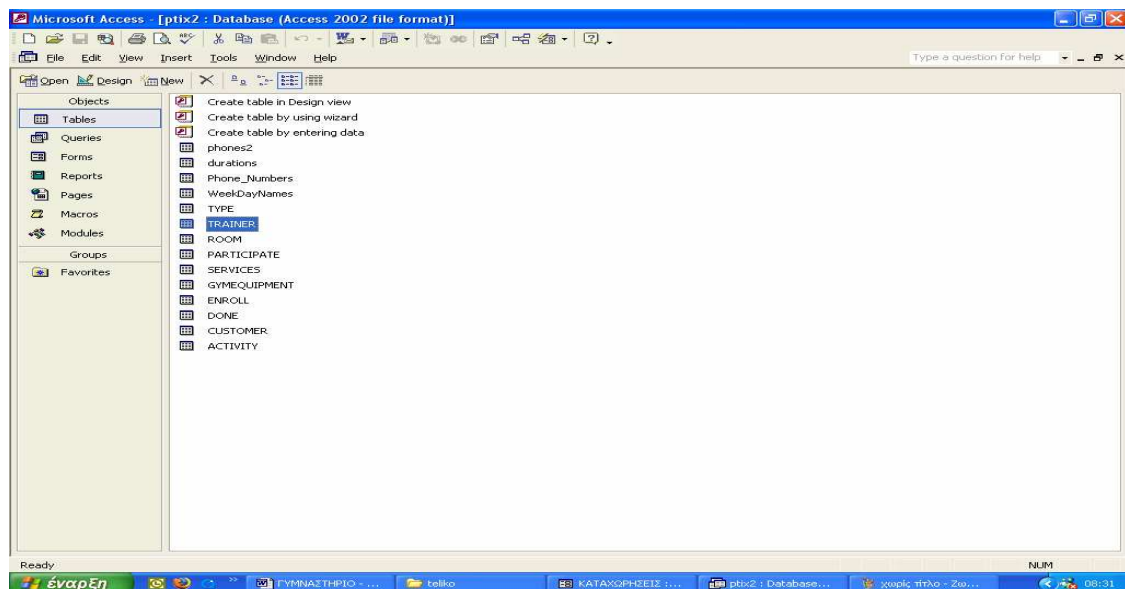 Microsoft Access - [ptix2 : Database (Access 2002 file format)]
File Edit View Insert Tools Window Help
Type a question for help
Open Design New
Objects
Tables
Queries
Forms
Reports
Pages
Macros
Modules
Groups
Favorites
Create table in Design view
Create table by using wizard
Create table by entering data
phones2
durations
Phone_Numbers
WeekDayNames
TYPE
TRAINER
ROOM
PARTICIPATE
SERVICES
GYMEQUIPMENT
ENROLL
DONE
CUSTOMER
ACTIVITY
Ready
NUM
έναρξη
ΓΥΜΝΑΣΤΗΡΙΟ - ...
teliko
ΚΑΤΑΧΩΡΗΣΕΙΣ :...
ptix2 : Database...
χωρίς τίτλο - Ζω...
08:31